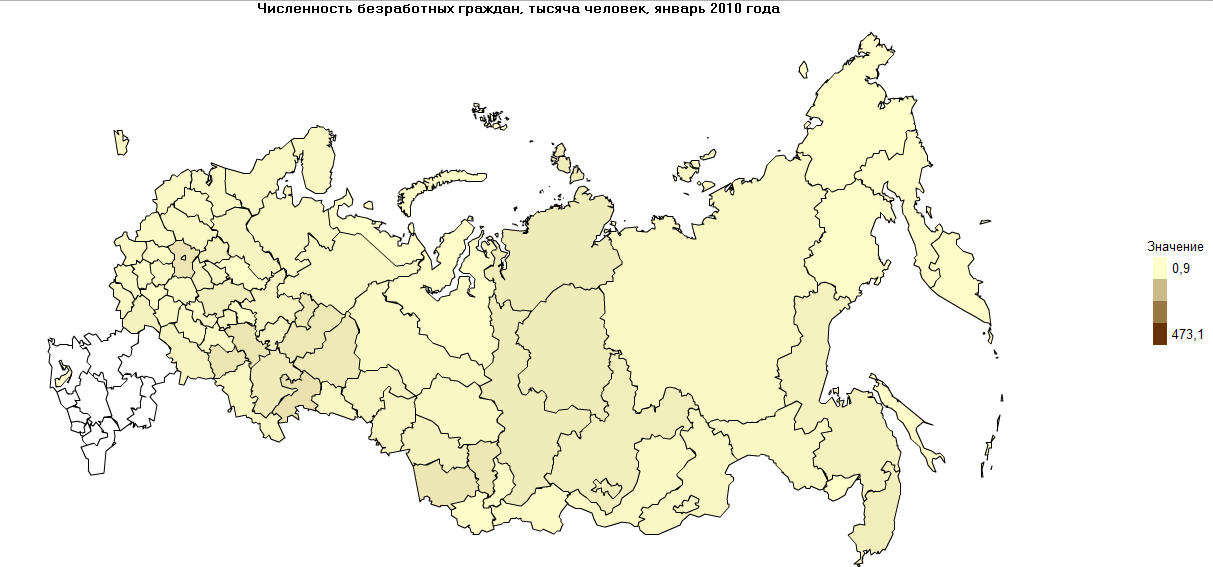 Численность безработных граждан, тысяча человек, январь 2010 года
Значение
0,9
473,1